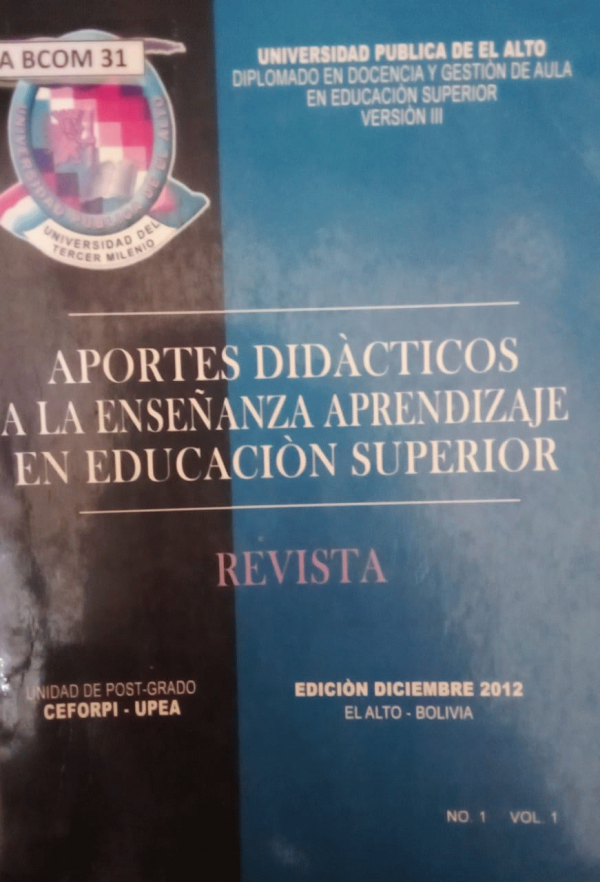 A BCOM 31
UNIVERSIDAD PUBLICA DE EL ALTO
DIPLOMADO EN DOCENCIA Y GESTIÓN DE AULA
EN EDUCACIÓN SUPERIOR
VERSIÓN III
UNIVERSIDAD DEL
TERCER MILENIO
APORTES DIDÀCTICOS
A LA ENSEÑANZA APRENDIZAJE
EN EDUCACIÒN SUPERIOR
REVISTA
UNIDAD DE POST-GRADO
CEFORPI - UPEA
EDICIÒN DICIEMBRE 2012
EL ALTO - BOLIVIA
NO. 1 VOL. 1